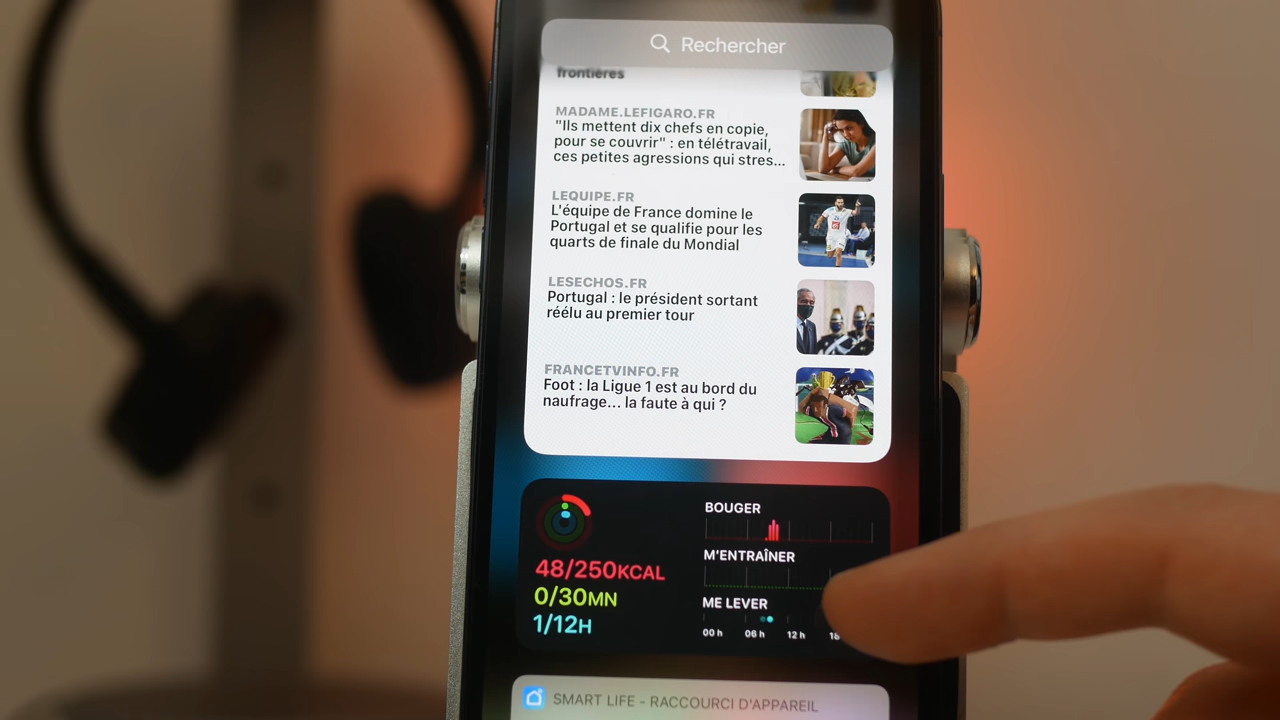 Rechercher
frontières
MADAME.LEFIGARO.FR
"Ils mettent dix chefs en copie,
pour se couvrir" : en télétravail,
ces petites agressions qui stres...
LEQUIPE.FR
L'équipe de France domine le
Portugal et se qualifie pour les
quarts de finale du Mondial
LESECHOS.FR
Portugal : le président sortant
réélu au premier tour
FRANCETVINFO.FR
Foot : la Ligue 1 est au bord du
naufrage... la faute à qui ?
48/250KCAL
0/30MN
1/12H
BOUGER
M'ENTRAÎNER
ME LEVER
00 h 06 h 12 h 18
SMART LIFE - RACCOURCI D'APPAREIL